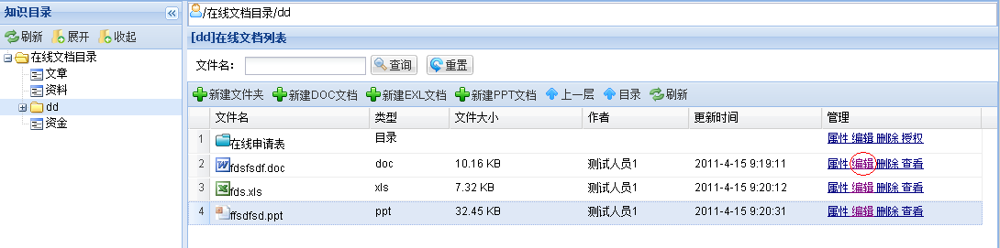 知识目录
刷新 展开 收起
在线文档目录
文章
资料
dd
资金
/在线文档目录/dd
[dd]在线文档列表
文件名： 查询 重置
新建文件夹 新建DOC文档 新建EXL文档 新建PPT文档 上一层 目录 刷新
文件名 类型 文件大小 作者 更新时间 管理
1 在线申请表 目录 属性 编辑 删除 授权
2 fdsfsdf.doc doc 10.16 KB 测试人员1 2011-4-15 9:19:11 属性 编辑 删除 查看
3 fds.xls xls 7.32 KB 测试人员1 2011-4-15 9:20:12 属性 编辑 删除 查看
4 ffsdfsd.ppt ppt 32.45 KB 测试人员1 2011-4-15 9:20:31 属性 编辑 删除 查看